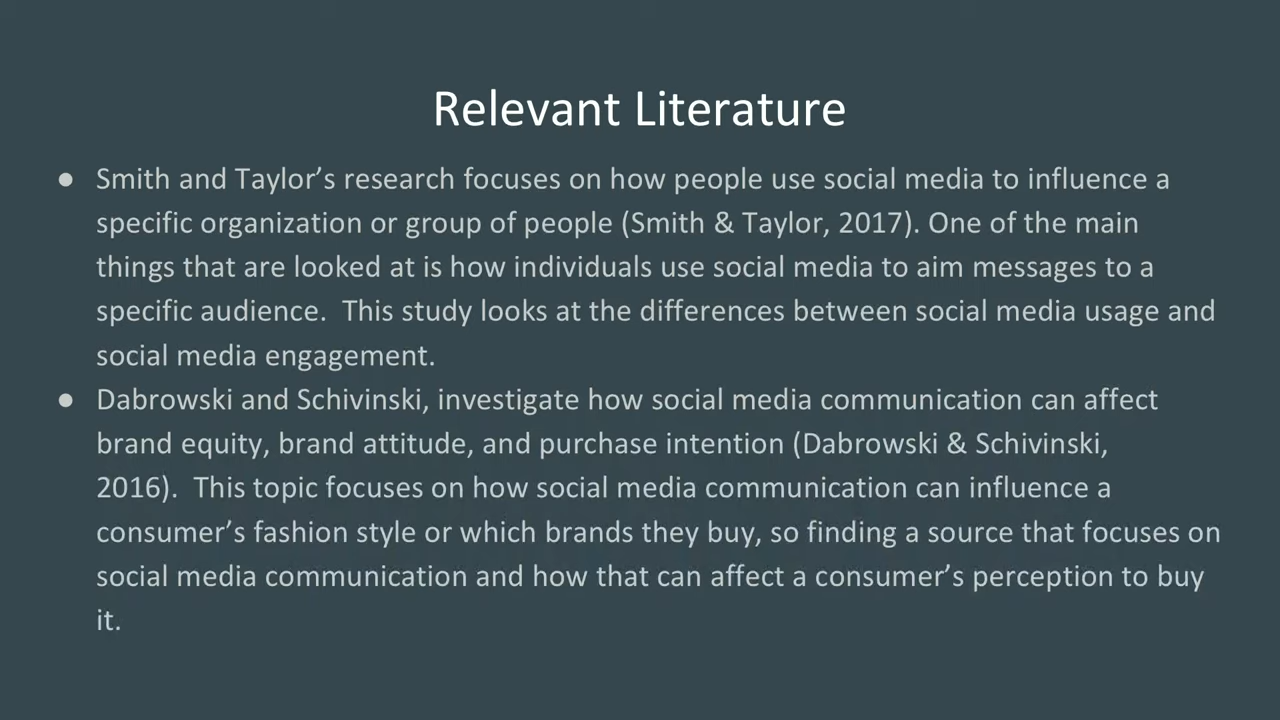 Relevant Literature
● Smith and Taylor’s research focuses on how people use social media to influence a
specific organization or group of people (Smith & Taylor, 2017). One of the main
things that are looked at is how individuals use social media to aim messages to a
specific audience.  This study looks at the differences between social media usage and
social media engagement.
● Dabrowski and Schivinski, investigate how social media communication can affect
brand equity, brand attitude, and purchase intention (Dabrowski & Schivinski,
2016).  This topic focuses on how social media communication can influence a
consumer’s fashion style or which brands they buy, so finding a source that focuses on
social media communication and how that can affect a consumer’s perception to buy
it.